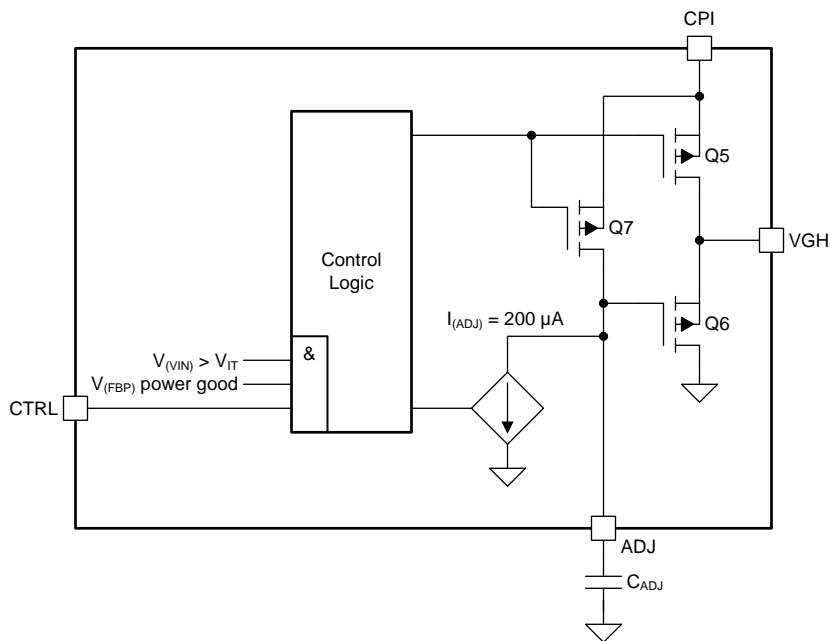 CPI
Q5
Q7
VGH
Control
Logic
I(ADJ) = 200 µA
Q6
&
V(VIN) > VIT
V(FBP) power good
CTRL
ADJ
CADJ